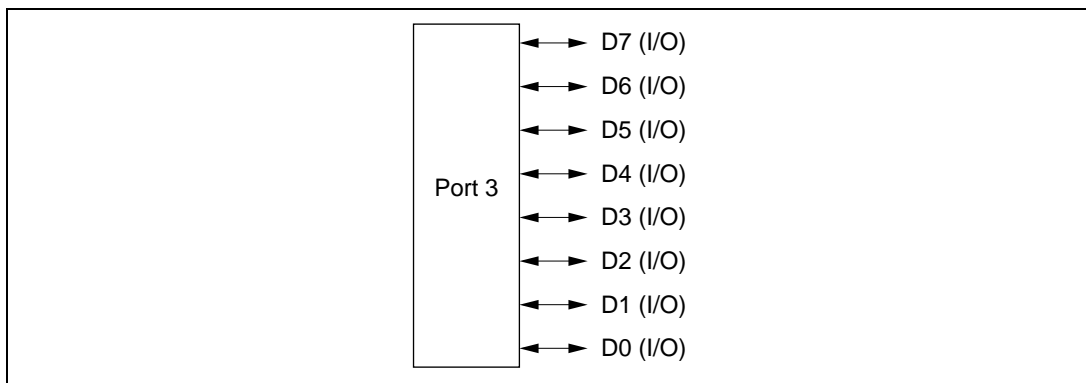 D7 (I/O)
D6 (I/O)
D5 (I/O)
D4 (I/O)
Port 3
D3 (I/O)
D2 (I/O)
D1 (I/O)
D0 (I/O)